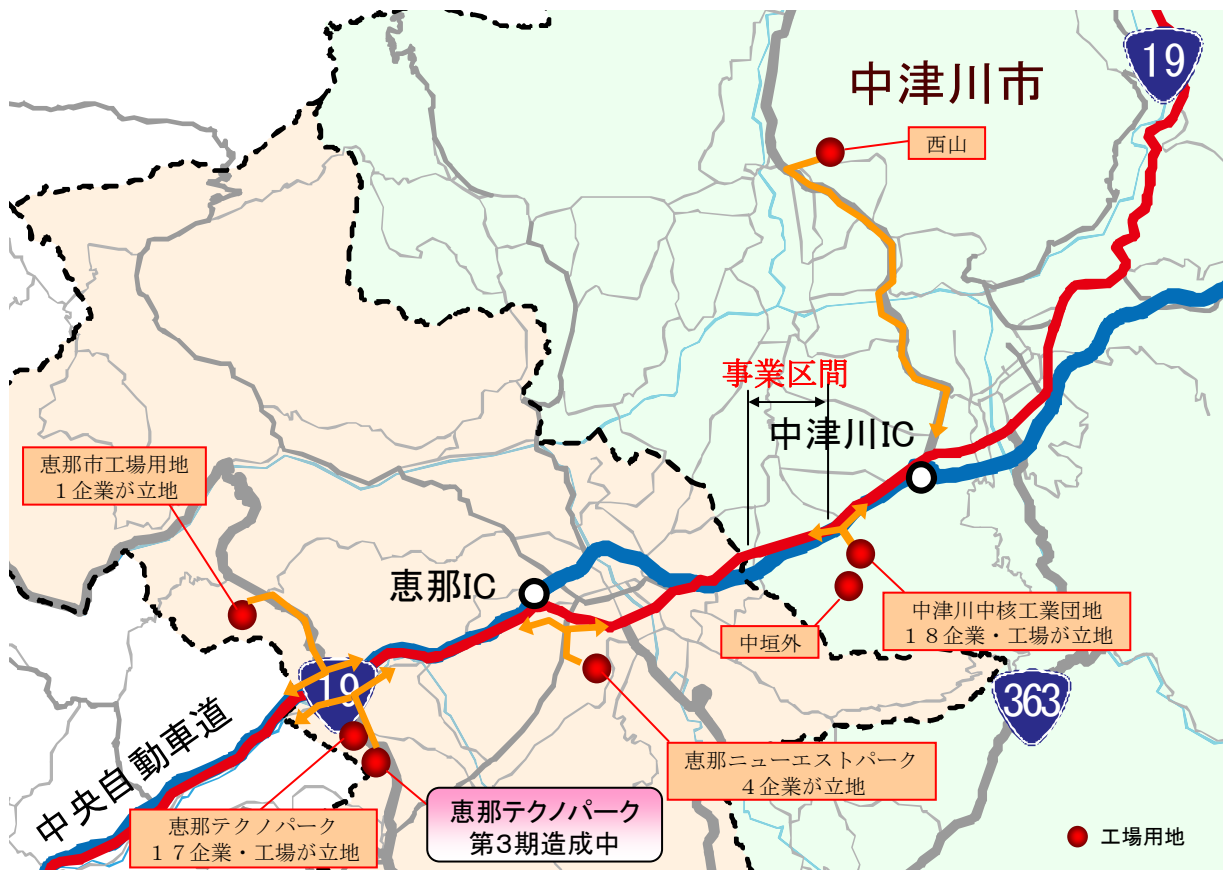 中津川市
19
西山
事業区間
中津川IC
恵那市工場用地
１企業が立地
恵那IC
中津川中核工業団地
１８企業・工場が立地
中垣外
19
363
中央自動車道
恵那ニューエストパーク
４企業が立地
恵那テクノパーク
第3期造成中
恵那テクノパーク
１７企業・工場が立地
工場用地